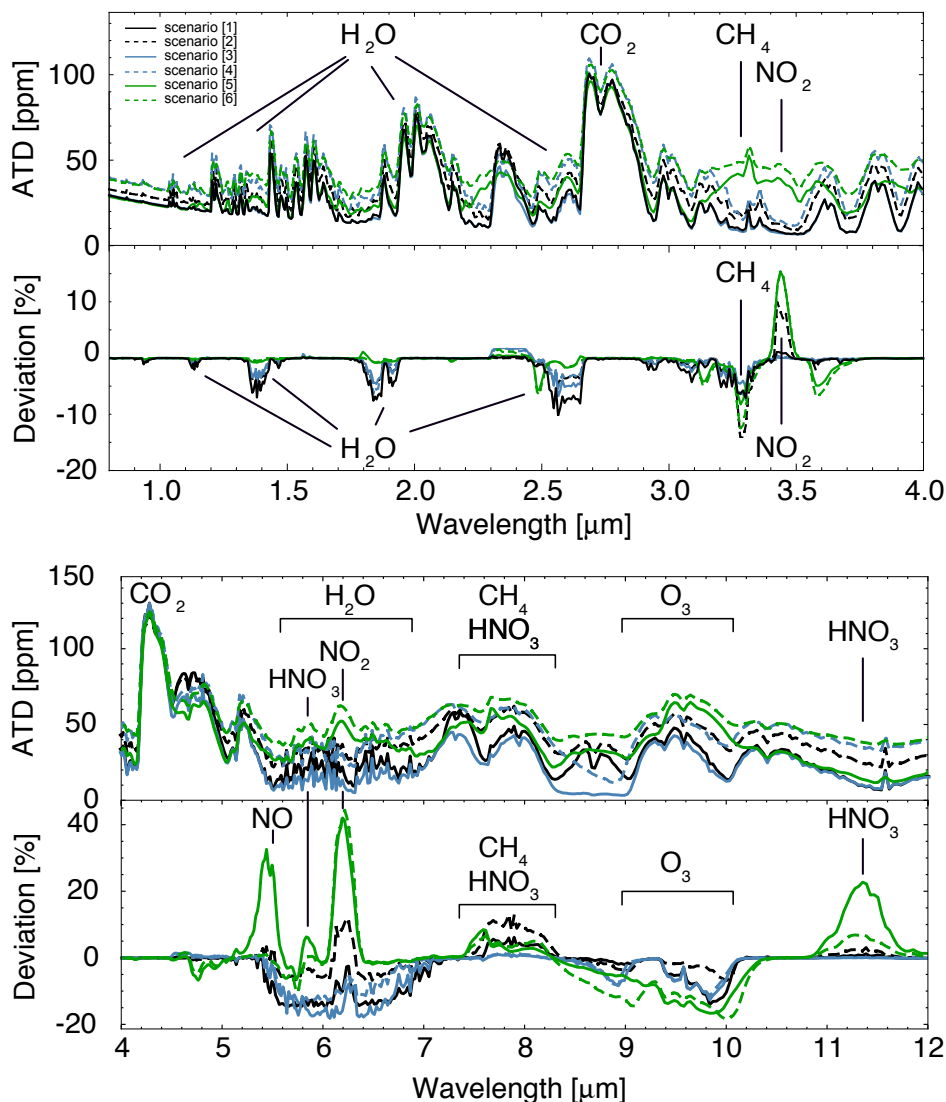 scenario [1]
scenario [2]
scenario [3]
scenario [4]
scenario [5]
scenario [6]
H₂O
CO₂
CH₄
NO₂
ATD [ppm]
100
50
0
CH₄
Deviation [%]
10
0
-10
-20
H₂O
NO₂
1.0 1.5 2.0 2.5 3.0 3.5 4.0
Wavelength [μm]
150
CO₂
H₂O
CH₄
O₃
HNO₃
HNO₃
NO₂
HNO₃
ATD [ppm]
100
50
0
NO
CH₄
HNO₃
O₃
HNO₃
Deviation [%]
40
20
0
-20
4 5 6 7 8 9 10 11 12
Wavelength [μm]